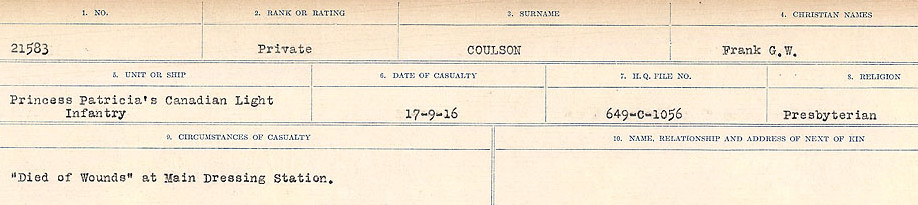 1. NO. 2. RANK OR RATING 3. SURNAME 4. CHRISTIAN NAMES
21583 Private COULSON Frank G.W.
5. UNIT OR SHIP 6. DATE OF CASUALTY 7. H.Q. FILE NO. 8. RELIGION
Princess Patricia's Canadian Light
Infantry 17-9-16 649-C-1056 Presbyterian
9. CIRCUMSTANCES OF CASUALTY 10. NAME, RELATIONSHIP AND ADDRESS OF NEXT OF KIN
"Died of Wounds" at Main Dressing Station.